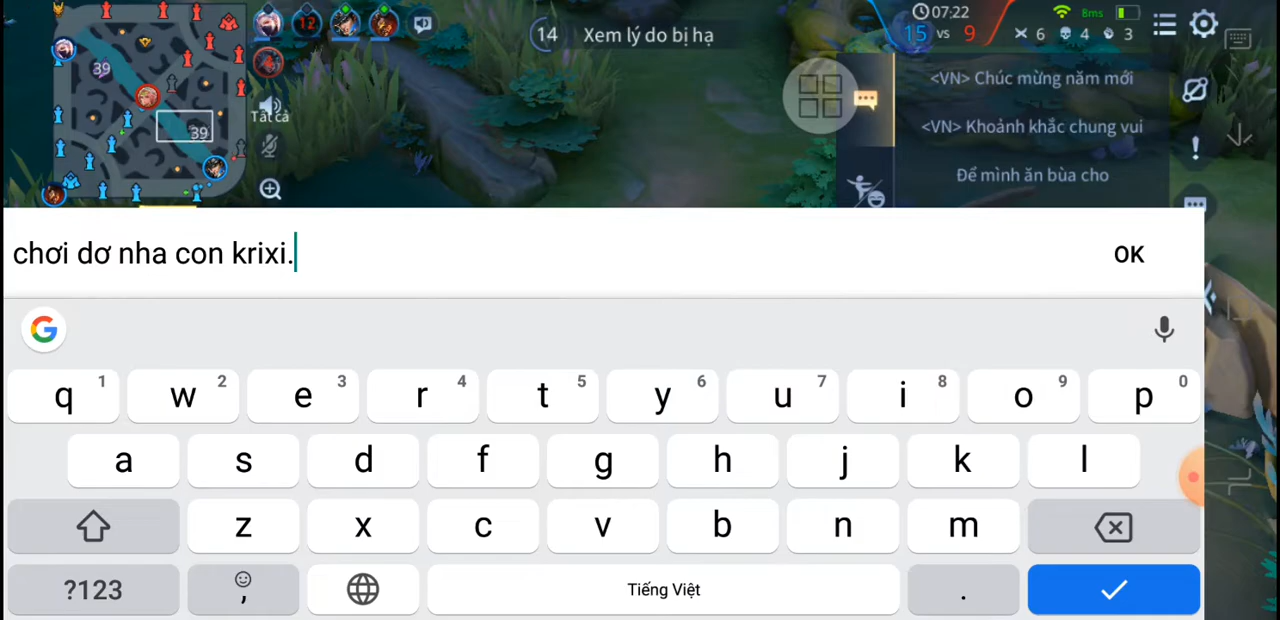 39
39
12
Tất cả
14 Xem lý do bị hạ
07:22
8ms
15 vs 9
6 4 3
<VN> Chúc mừng năm mới
<VN> Khoảnh khắc chung vui
Để mình ăn bùa cho
chơi dơ nha con krixi.
OK
G
q 1 w 2 e 3 r 4 t 5 y 6 u 7 i 8 o 9 p 0
a s d f g h j k l
z x c v b n m
?123 , Tiếng Việt .